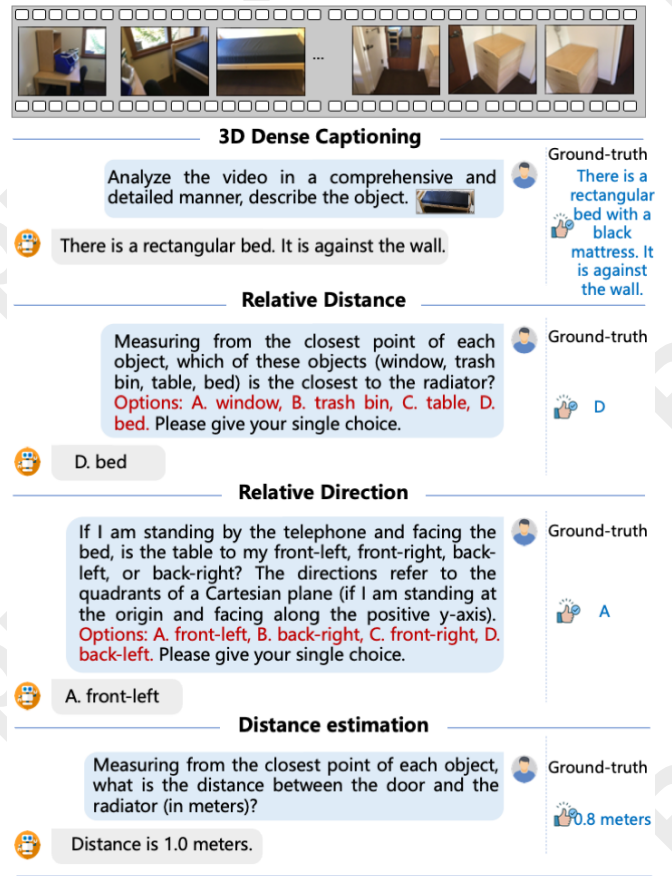 ...
3D Dense Captioning
Ground-truth
Analyze the video in a comprehensive and
detailed manner, describe the object.
There is a
rectangular
bed with a
black
mattress. It
is against
the wall.
There is a rectangular bed. It is against the wall.
Relative Distance
Measuring from the closest point of each
object, which of these objects (window, trash
bin, table, bed) is the closest to the radiator?
Options: A. window, B. trash bin, C. table, D.
bed. Please give your single choice.
Ground-truth
D
D. bed
Relative Direction
If I am standing by the telephone and facing the
bed, is the table to my front-left, front-right, back-
left, or back-right? The directions refer to the
quadrants of a Cartesian plane (if I am standing at
the origin and facing along the positive y-axis).
Options: A. front-left, B. back-right, C. front-right, D.
back-left. Please give your single choice.
Ground-truth
A
A. front-left
Distance estimation
Measuring from the closest point of each object,
what is the distance between the door and the
radiator (in meters)?
Ground-truth
0.8 meters
Distance is 1.0 meters.